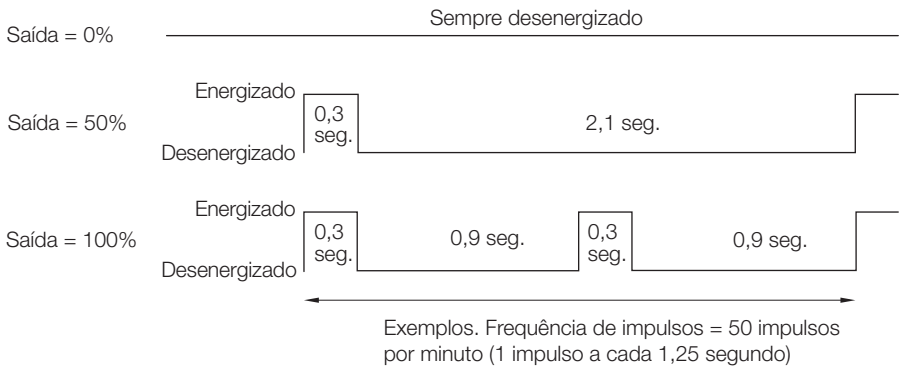 Sempre desenergizado
Saída = 0%
Energizado
Saída = 50%
0,3
seg.
2,1 seg.
Desenergizado
Energizado
Saída = 100%
0,3
seg.
0,9 seg.
0,3
seg.
0,9 seg.
Desenergizado
Exemplos. Frequência de impulsos = 50 impulsos
por minuto (1 impulso a cada 1,25 segundo)